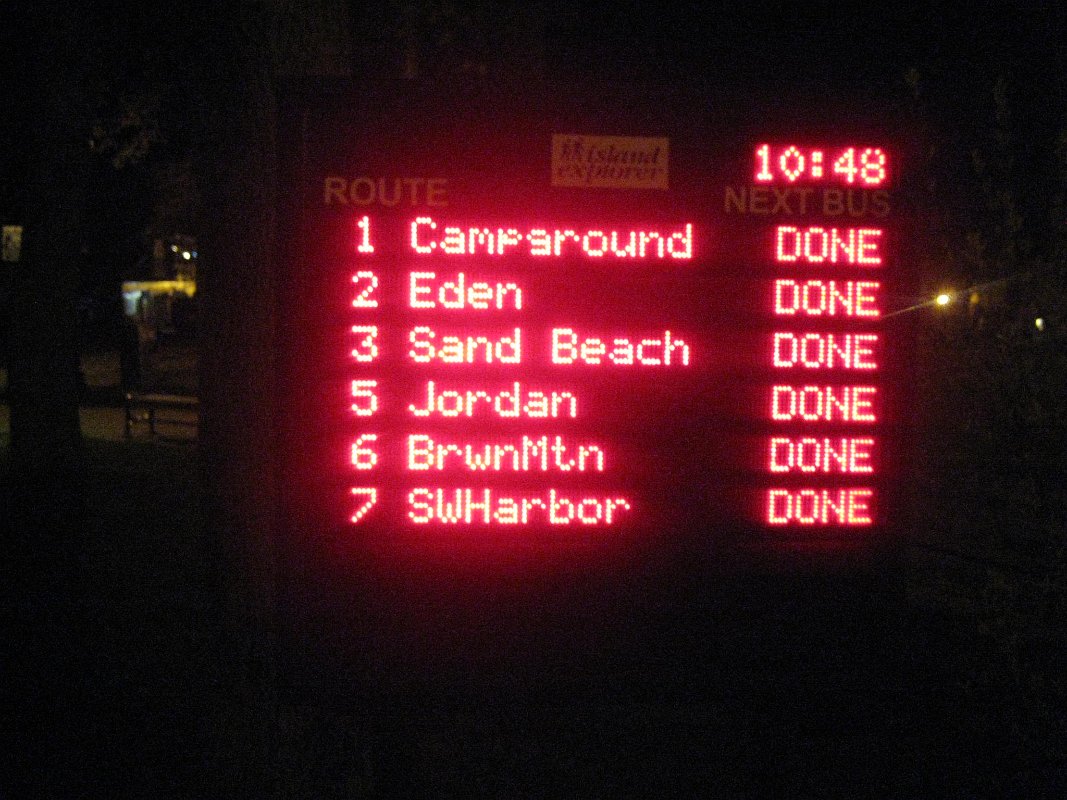 island
explorer
10:48
ROUTE NEXT BUS
1 Campground DONE
2 Eden DONE
3 Sand Beach DONE
5 Jordan DONE
6 BrwnMtn DONE
7 SWHarbor DONE